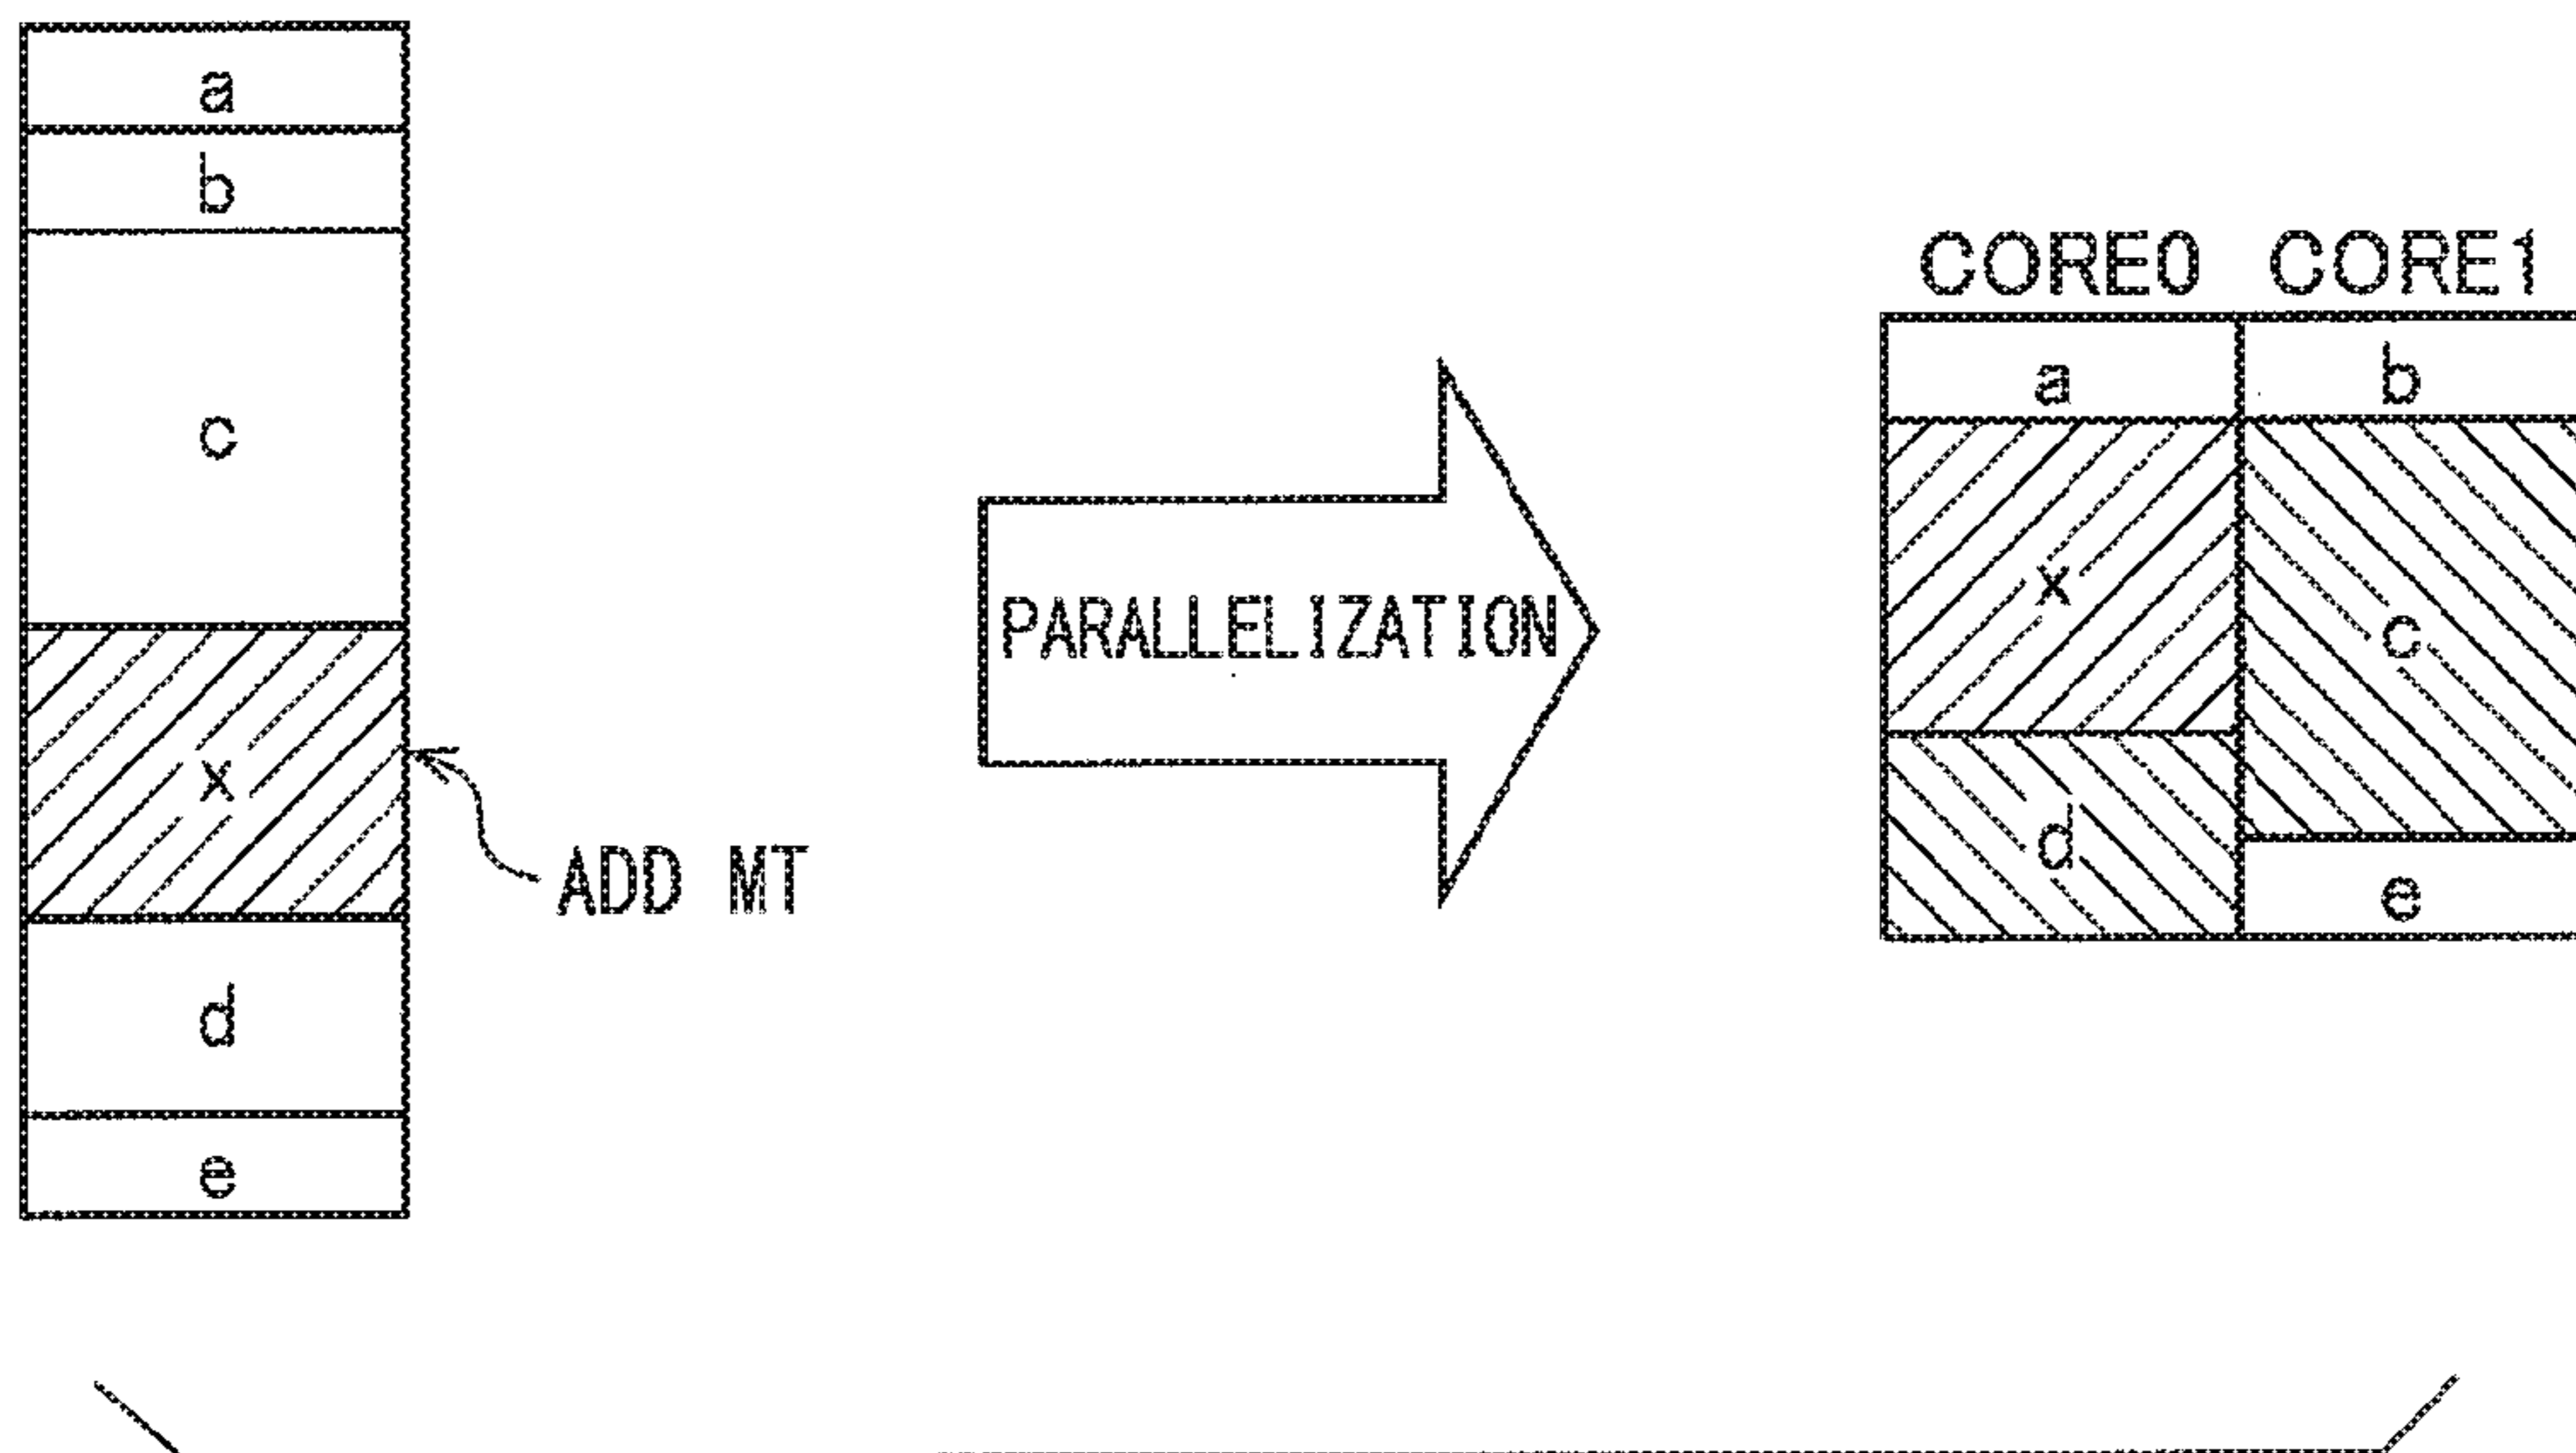 a
b
c
x
ADD MT
d
e
PARALLELIZATION
CORE0 CORE1
a b
x c
d e